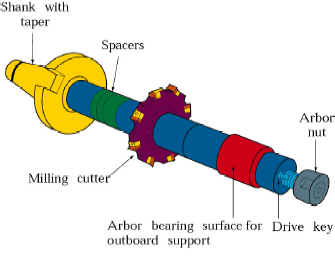 Shank with
taper
Spacers
Arbor
nut
Milling cutter
Arbor bearing surface for
outboard support
Drive key